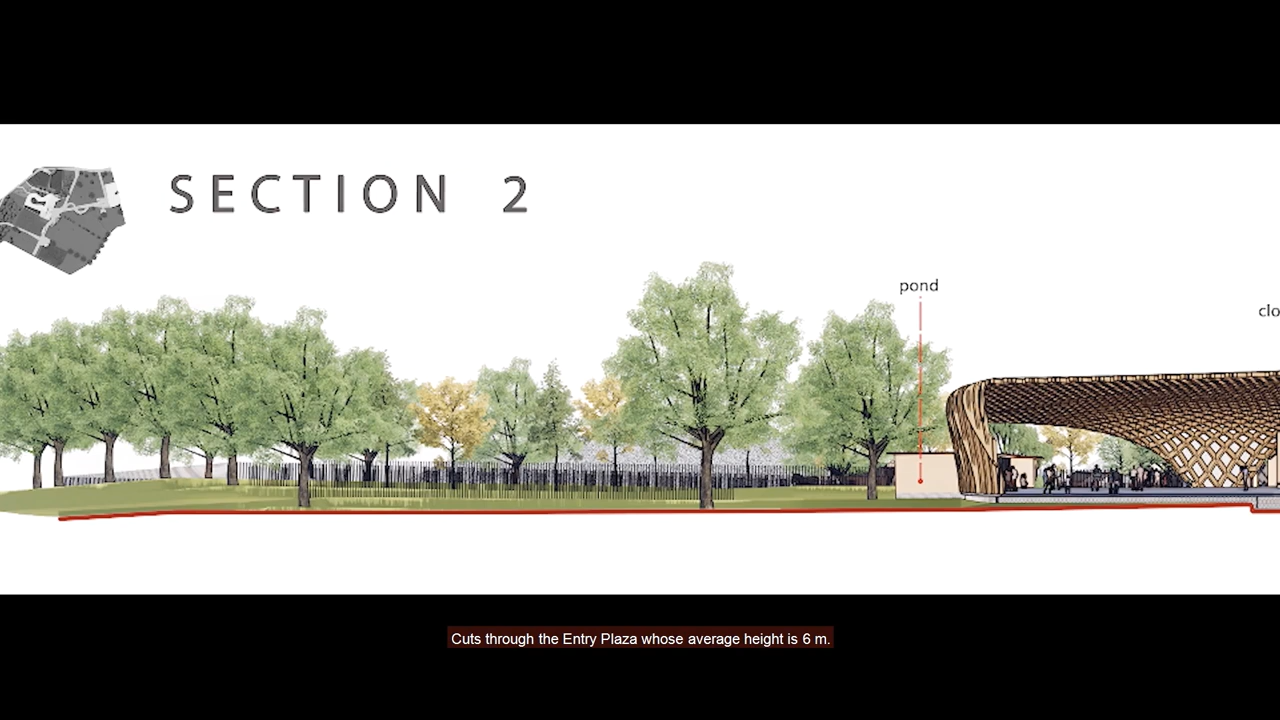 SECTION 2
pond
clo
Cuts through the Entry Plaza whose average height is 6 m.